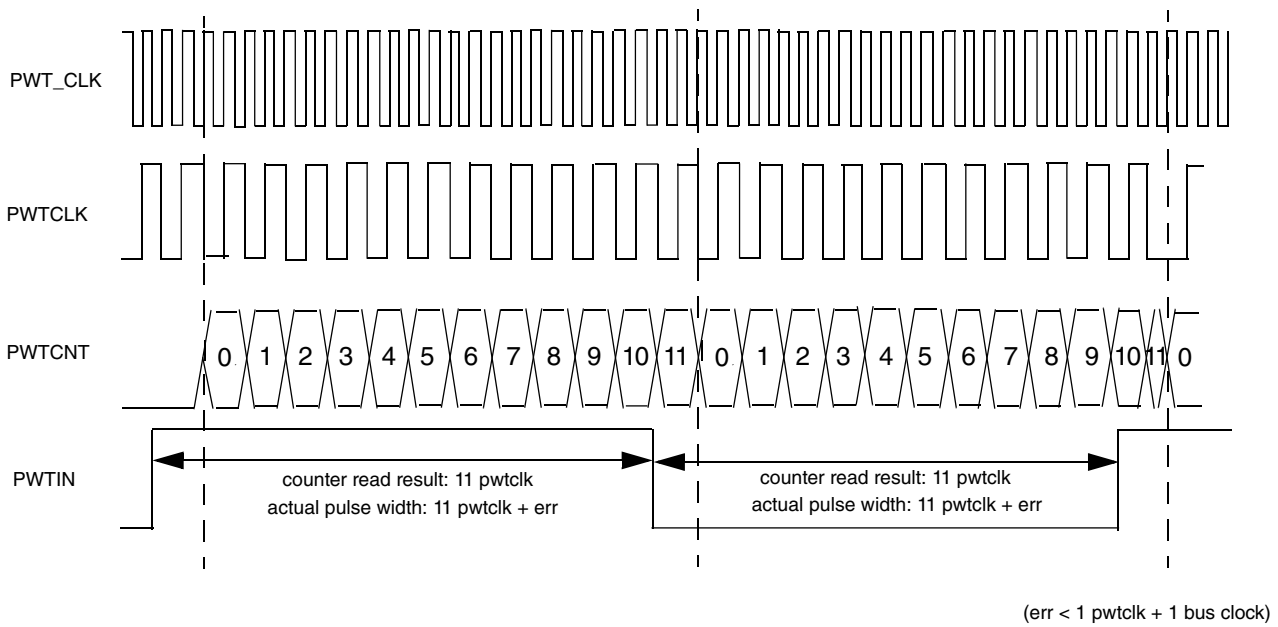 PWT_CLK
PWTCLK
PWTCNT
0 1 2 3 4 5 6 7 8 9 10 11 0 1 2 3 4 5 6 7 8 9 10 11 0
PWTIN
counter read result: 11 pwtclk
actual pulse width: 11 pwtclk + err
counter read result: 11 pwtclk
actual pulse width: 11 pwtclk + err
(err < 1 pwtclk + 1 bus clock)